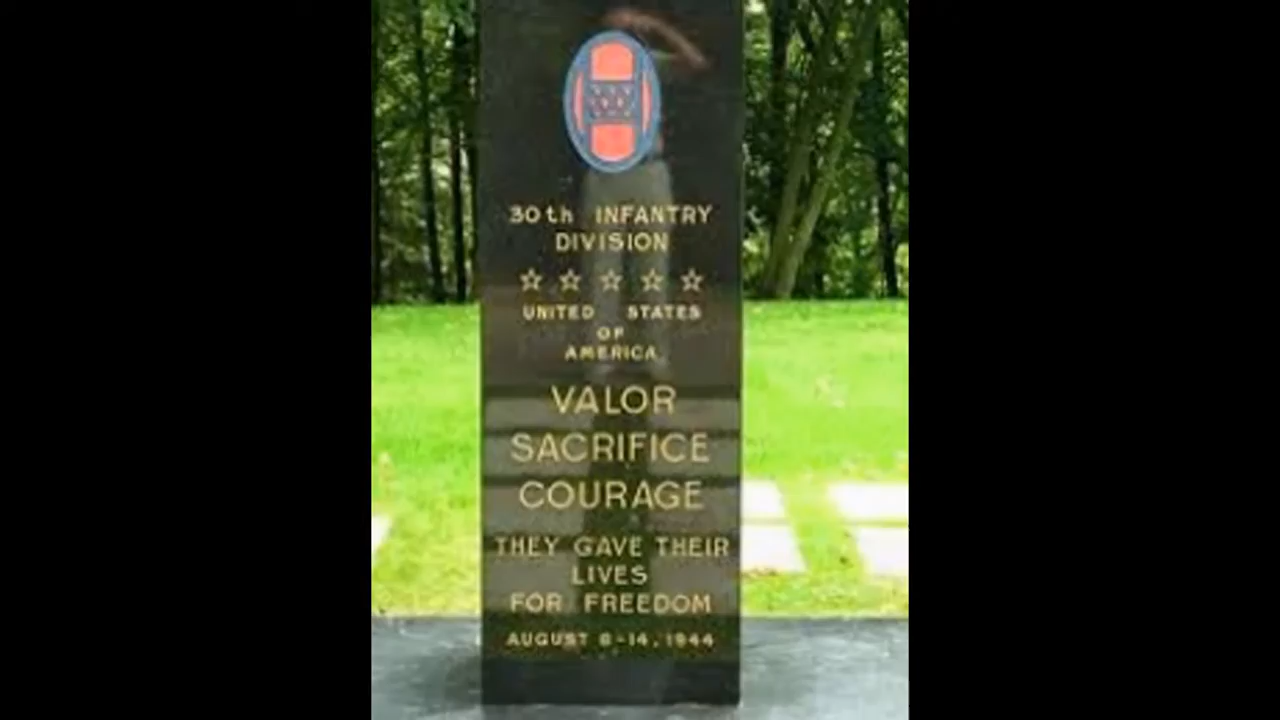 30th INFANTRY
DIVISION
☆ ☆ ☆ ☆ ☆
UNITED STATES
OF
AMERICA
VALOR
SACRIFICE
COURAGE
THEY GAVE THEIR
LIVES
FOR FREEDOM
AUGUST 8-14, 1944